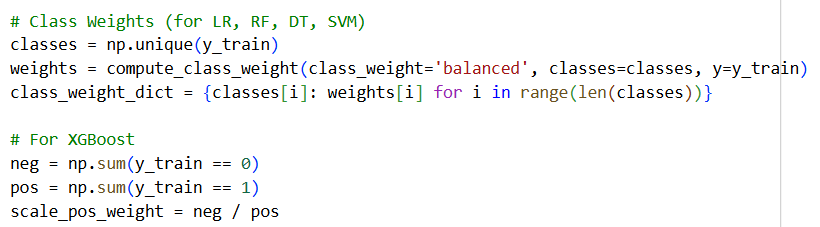 # Class Weights (for LR, RF, DT, SVM)
classes = np.unique(y_train)
weights = compute_class_weight(class_weight='balanced', classes=classes, y=y_train)
class_weight_dict = {classes[i]: weights[i] for i in range(len(classes))}

# For XGBoost
neg = np.sum(y_train == 0)
pos = np.sum(y_train == 1)
scale_pos_weight = neg / pos